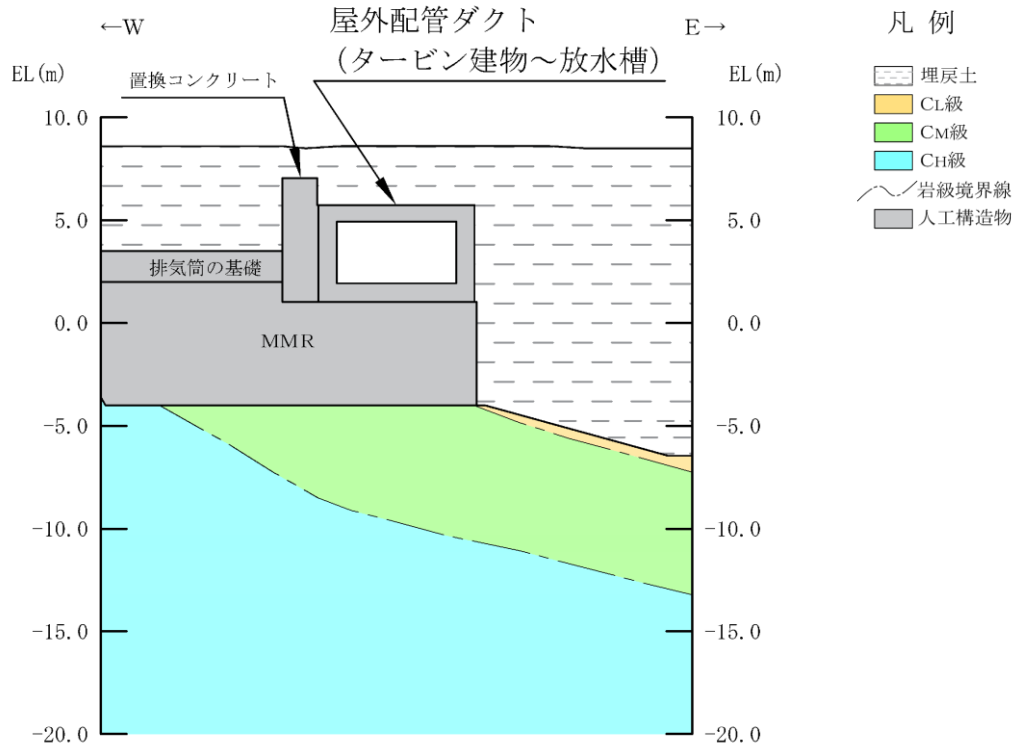 ←W
屋外配管ダクト
(タービン建物～放水槽)
E→
凡 例
EL(m)
置換コンクリート
EL(m)
埋戻土
CL級
CM級
CH級
岩級境界線
人工構造物
10.0
10.0
5.0
5.0
排気筒の基礎
0.0
0.0
MMR
-5.0
-5.0
-10.0
-10.0
-15.0
-15.0
-20.0
-20.0